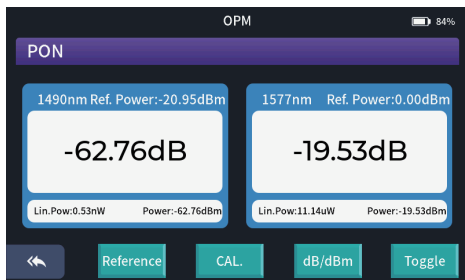 OPM
84%
PON
1490nm Ref. Power:-20.95dBm
-62.76dB
Lin.Pow:0.53nW Power:-62.76dBm
1577nm Ref. Power:0.00dBm
-19.53dB
Lin.Pow:11.14uW Power:-19.53dBm
Reference
CAL.
dB/dBm
Toggle